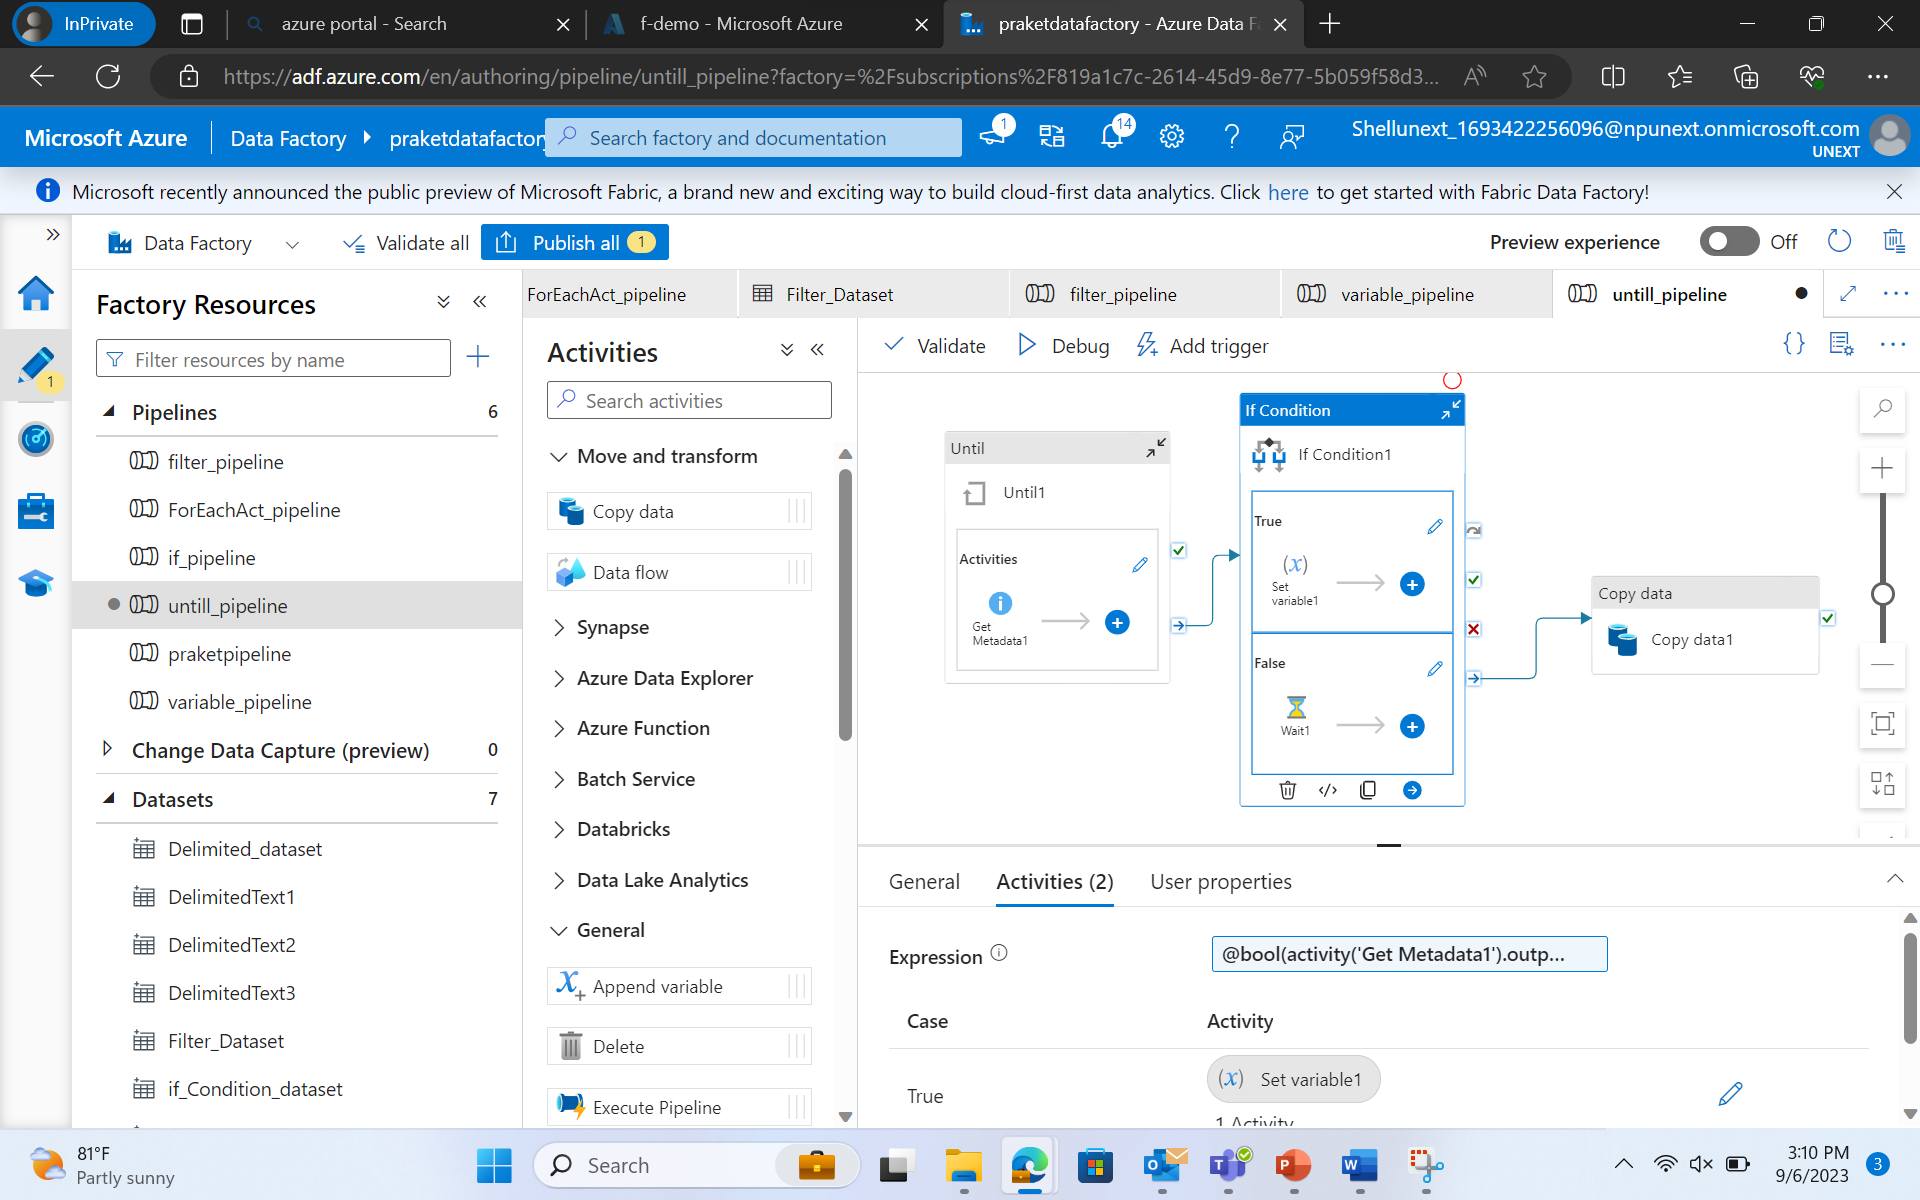 InPrivate
azure portal - Search
f-demo - Microsoft Azure
praketdatafactory - Azure Data F
https://adf.azure.com/en/authoring/pipeline/untill_pipeline?factory=%2Fsubscriptions%2F819a1c7c-2614-45d9-8e77-5b059f58d3...
Microsoft Azure
Data Factory
praketdatafactory
Search factory and documentation
1
14
Shellunext_1693422256096@npunext.onmicrosoft.com
UNEXT
Microsoft recently announced the public preview of Microsoft Fabric, a brand new and exciting way to build cloud-first data analytics. Click here to get started with Fabric Data Factory!
Data Factory
Validate all
Publish all 1
Preview experience
Off
1
Factory Resources
Filter resources by name
Pipelines 6
filter_pipeline
ForEachAct_pipeline
if_pipeline
untill_pipeline
praketpipeline
variable_pipeline
Change Data Capture (preview) 0
Datasets 7
Delimited_dataset
DelimitedText1
DelimitedText2
DelimitedText3
Filter_Dataset
if_Condition_dataset
ForEachAct_pipeline
Filter_Dataset
filter_pipeline
variable_pipeline
untill_pipeline
Activities
Search activities
Move and transform
Copy data
Data flow
Synapse
Azure Data Explorer
Azure Function
Batch Service
Databricks
Data Lake Analytics
General
Append variable
Delete
Execute Pipeline
Validate
Debug
Add trigger
Until
Until1
Activities
Get
Metadata1
If Condition
If Condition1
True
(x)
Set
variable1
False
Wait1
Copy data
Copy data1
General
Activities (2)
User properties
Expression
@bool(activity('Get Metadata1').outp...
Case
Activity
True
(x) Set variable1
1 Activity
81°F
Partly sunny
Search
3:10 PM
9/6/2023
3